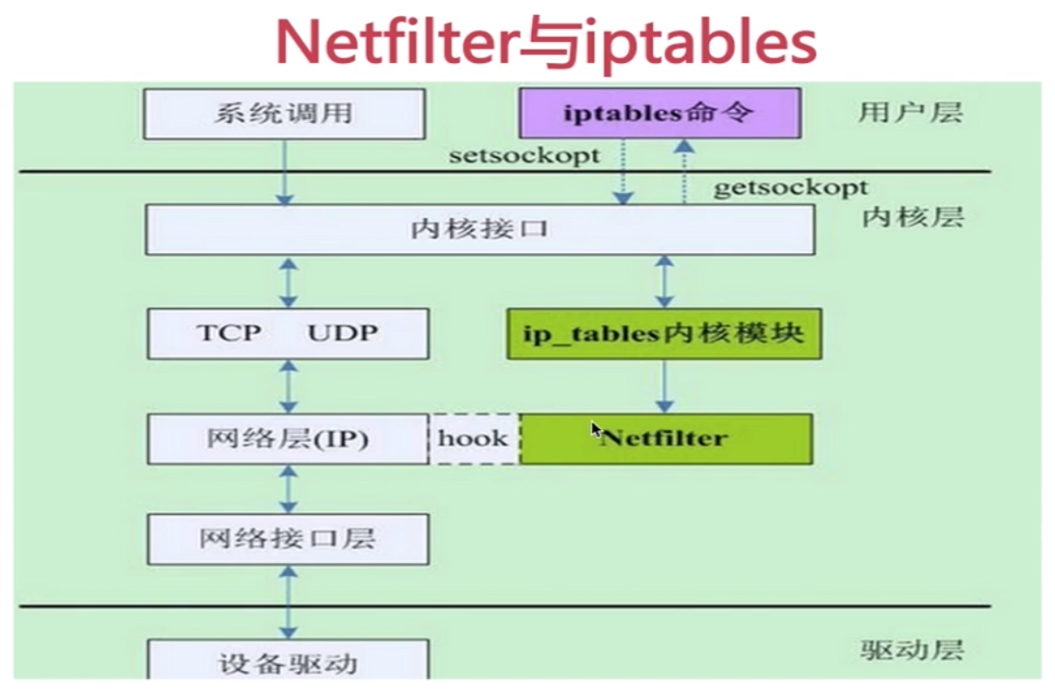 Netfilter与iptables
系统调用
iptables命令
用户层
setsockopt
getsockopt
内核接口
内核层
TCP UDP
ip_tables内核模块
网络层(IP)
hook
Netfilter
网络接口层
设备驱动
驱动层